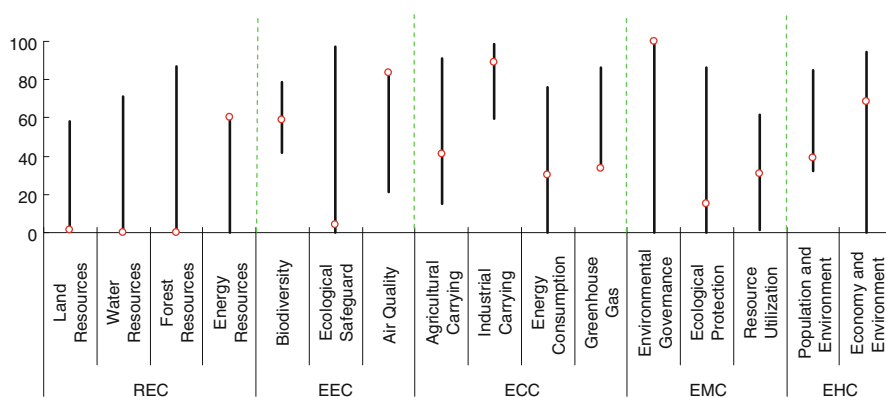 100
80
60
40
20
0
Land
Resources
Water
Resources
Forest
Resources
Energy
Resources
Biodiversity
Ecological
Safeguard
Air Quality
Agricultural
Carrying
Industrial
Carrying
Energy
Consumption
Greenhouse
Gas
Environmental
Governance
Ecological
Protection
Resource
Utilization
Population and
Environment
Economy and
Environment
REC
EEC
ECC
EMC
EHC